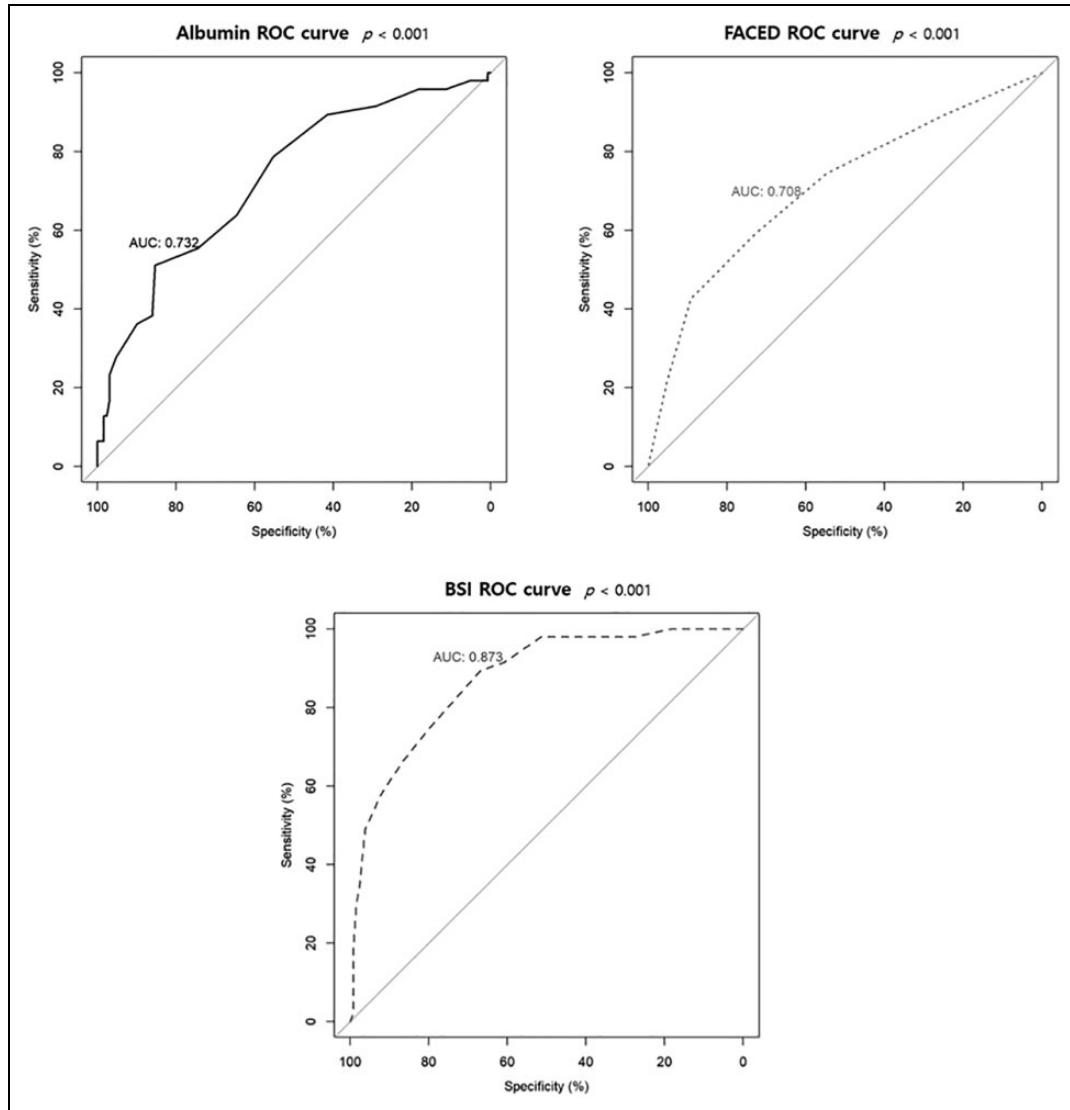 Albumin ROC curve p < 0.001
100
80
60
40
20
0
Sensitivity (%)
AUC: 0.732
100 80 60 40 20 0
Specificity (%)
FACED ROC curve p < 0.001
100
80
60
40
20
0
Sensitivity (%)
AUC: 0.708
100 80 60 40 20 0
Specificity (%)
BSI ROC curve p < 0.001
100
80
60
40
20
0
Sensitivity (%)
AUC: 0.873
100 80 60 40 20 0
Specificity (%)